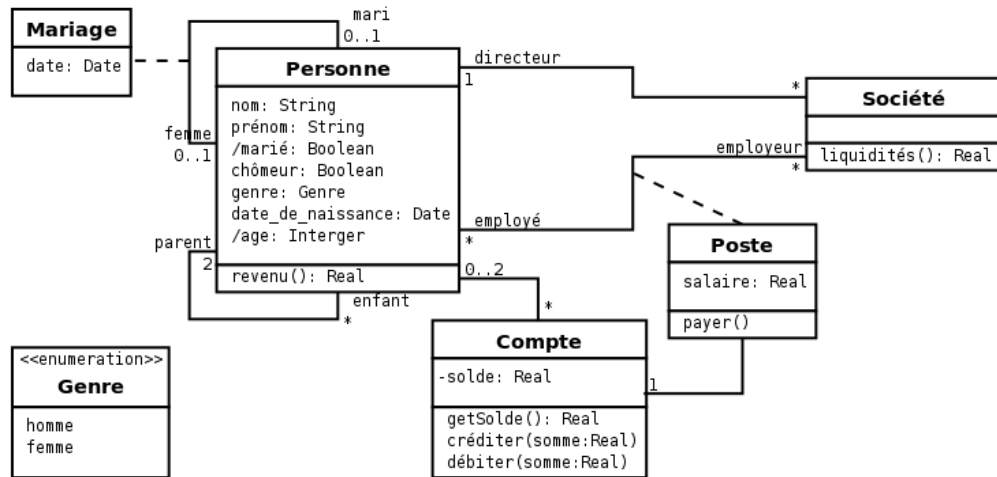 Mariage
date: Date
mari
0..1
femme
0..1
Personne
nom: String
prénom: String
/marié: Boolean
chômeur: Boolean
genre: Genre
date_de_naissance: Date
/age: Interger
revenu(): Real
directeur
1
*
Société
liquidités(): Real
employeur
*
employé
*
parent
2
enfant
*
0..2
*
Poste
salaire: Real
payer()
Compte
-solde: Real
getSolde(): Real
créditer(somme:Real)
débiter(somme:Real)
1
<<enumeration>>
Genre
homme
femme